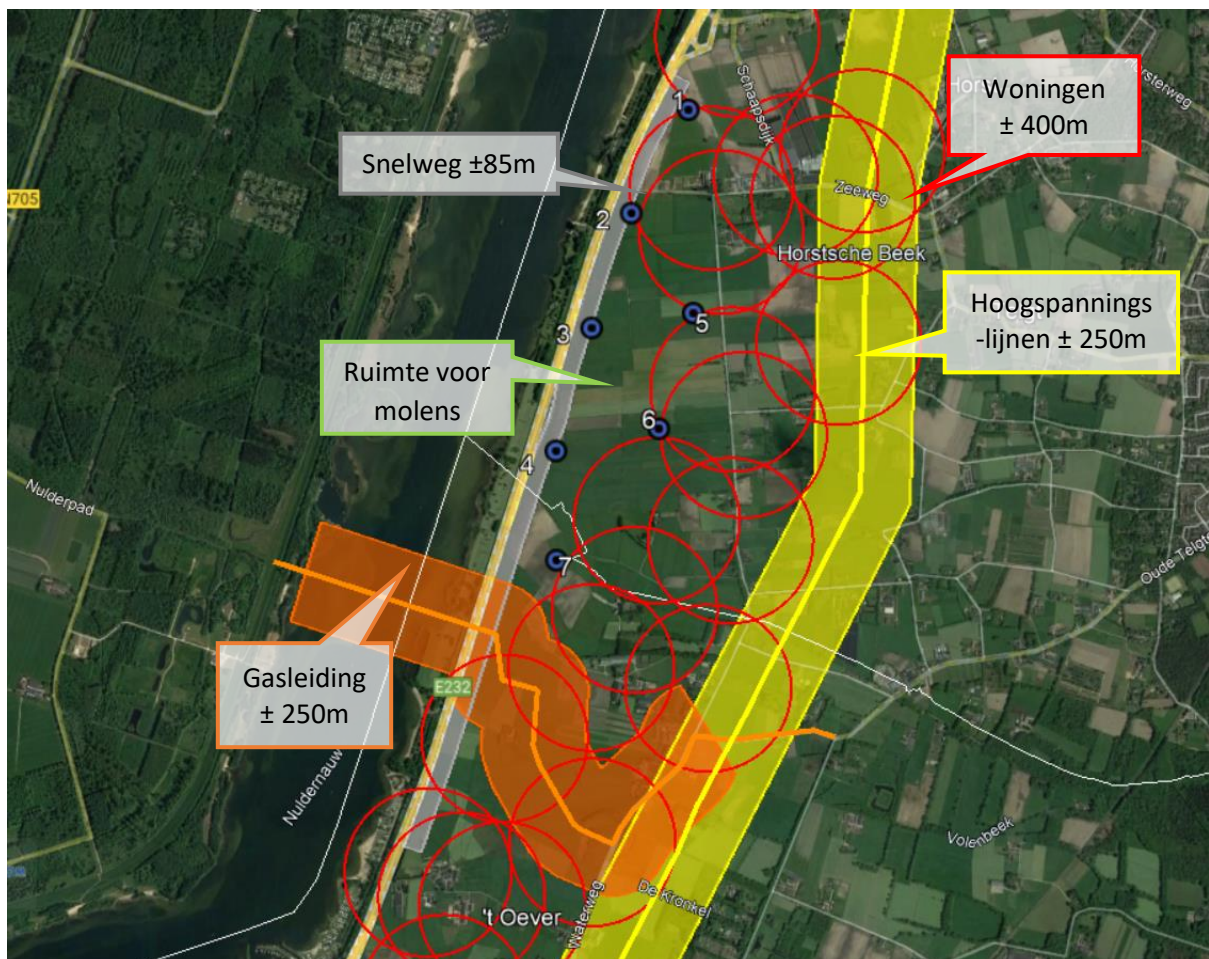 Schaapsdijk
1
Woningen
± 400m
Snelweg ±85m
N705
Zeeweg
2
Horstsche Beek
Hoogspannings
-lijnen ± 250m
5
3
Ruimte voor
molens
6
4
Nulderpad
7
Oude Telgte
Gasleiding
± 250m
E232
Nuldernauw
Volenbeek
De Kronkel
't Oever
Waterweg